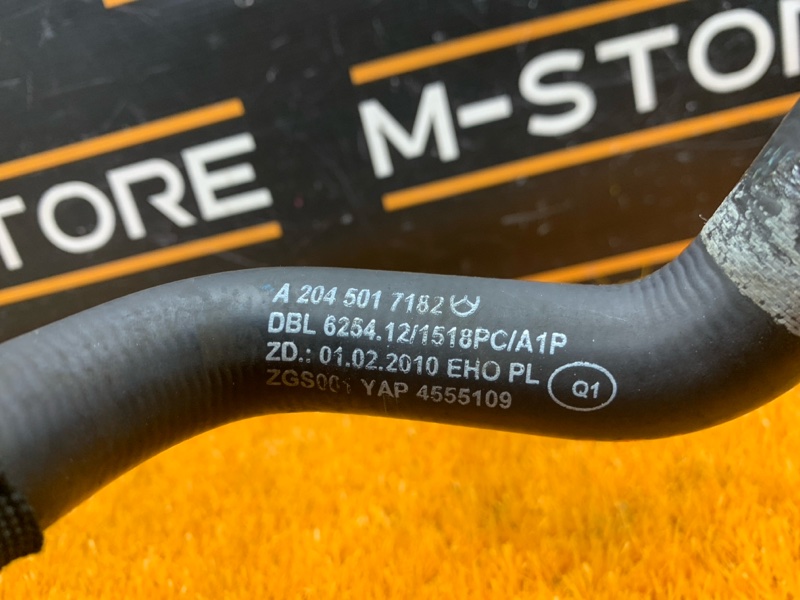 M-STORE
TORE
A 204 501 7182
DBL 6254.12/1518PC/A1P
ZD.: 01.02.2010 EHO PL
Q1
ZGS001 YAP 4555109